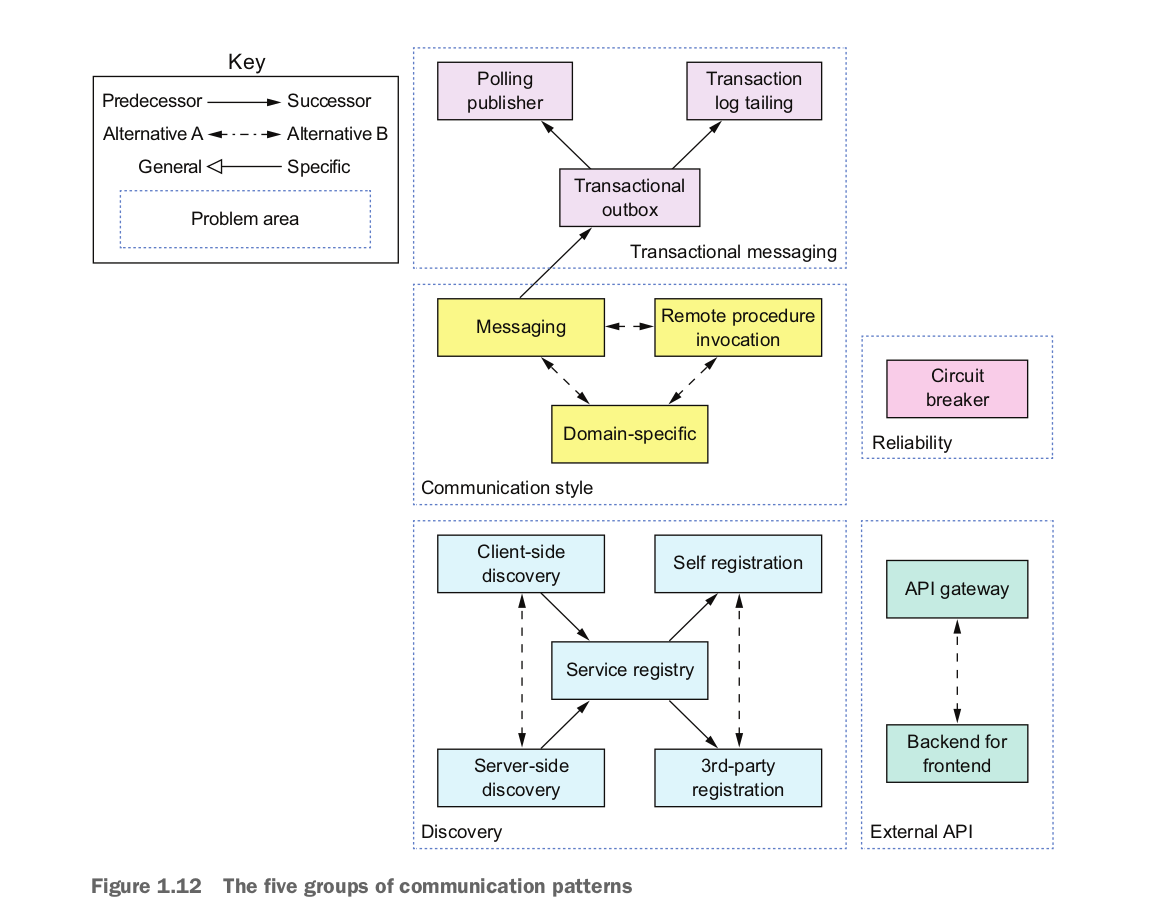 Key
Predecessor
Successor
Alternative A
Alternative B
General
Specific
Problem area
Polling
publisher
Transaction
log tailing
Transactional
outbox
Transactional messaging
Messaging
Remote procedure
invocation
Domain-specific
Communication style
Circuit
breaker
Reliability
Client-side
discovery
Self registration
Service registry
Server-side
discovery
3rd-party
registration
Discovery
API gateway
Backend for
frontend
External API
Figure 1.12 The five groups of communication patterns